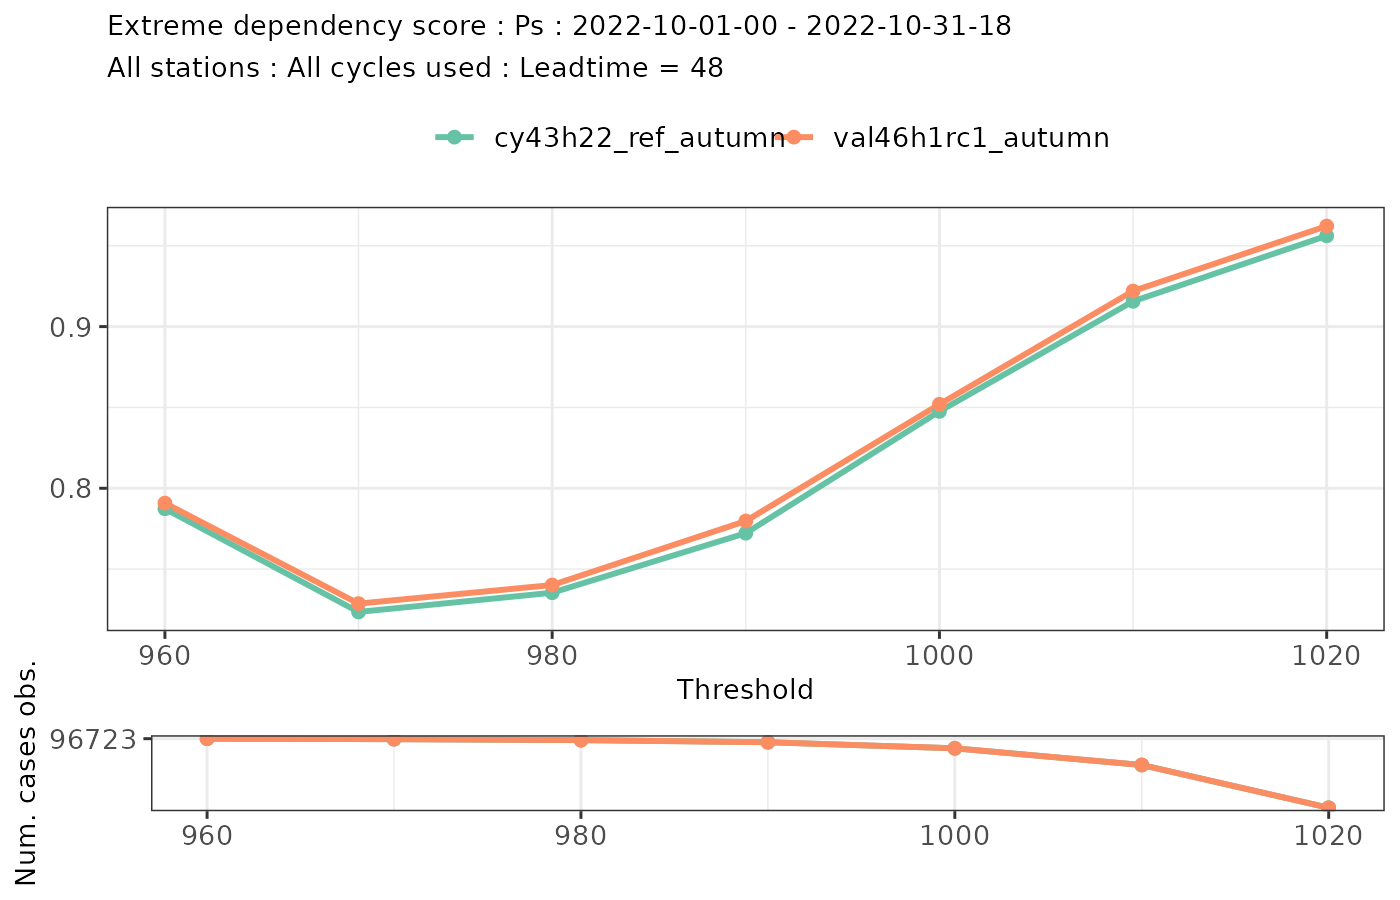 Extreme dependency score : Ps : 2022-10-01-00 - 2022-10-31-18
All stations : All cycles used : Leadtime = 48
cy43h22_ref_autumn val46h1rc1_autumn
0.9
0.8
960 980 1000 1020
Threshold
Num. cases obs.
96723
960 980 1000 1020